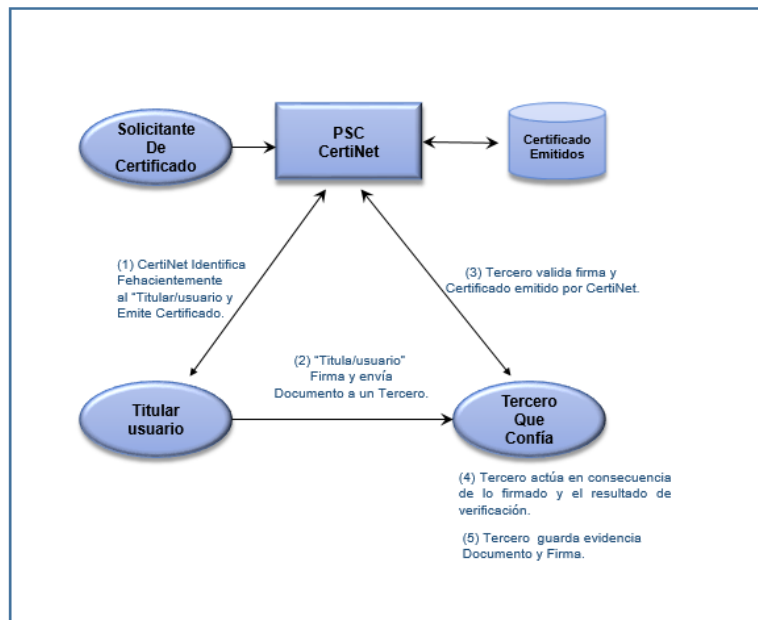 Solicitante
De
Certificado
PSC
CertiNet
Certificado
Emitidos
(1) CertiNet Identifica
Fehacientemente
al "Titular/usuario y
Emite Certificado.
(3) Tercero valida firma y
Certificado emitido por CertiNet.
(2) "Titula/usuario"
Firma y envía
Documento a un Tercero.
Titular
usuario
Tercero
Que
Confía
(4) Tercero actúa en consecuencia
de lo firmado y el resultado de
verificación.
(5) Tercero guarda evidencia
Documento y Firma.